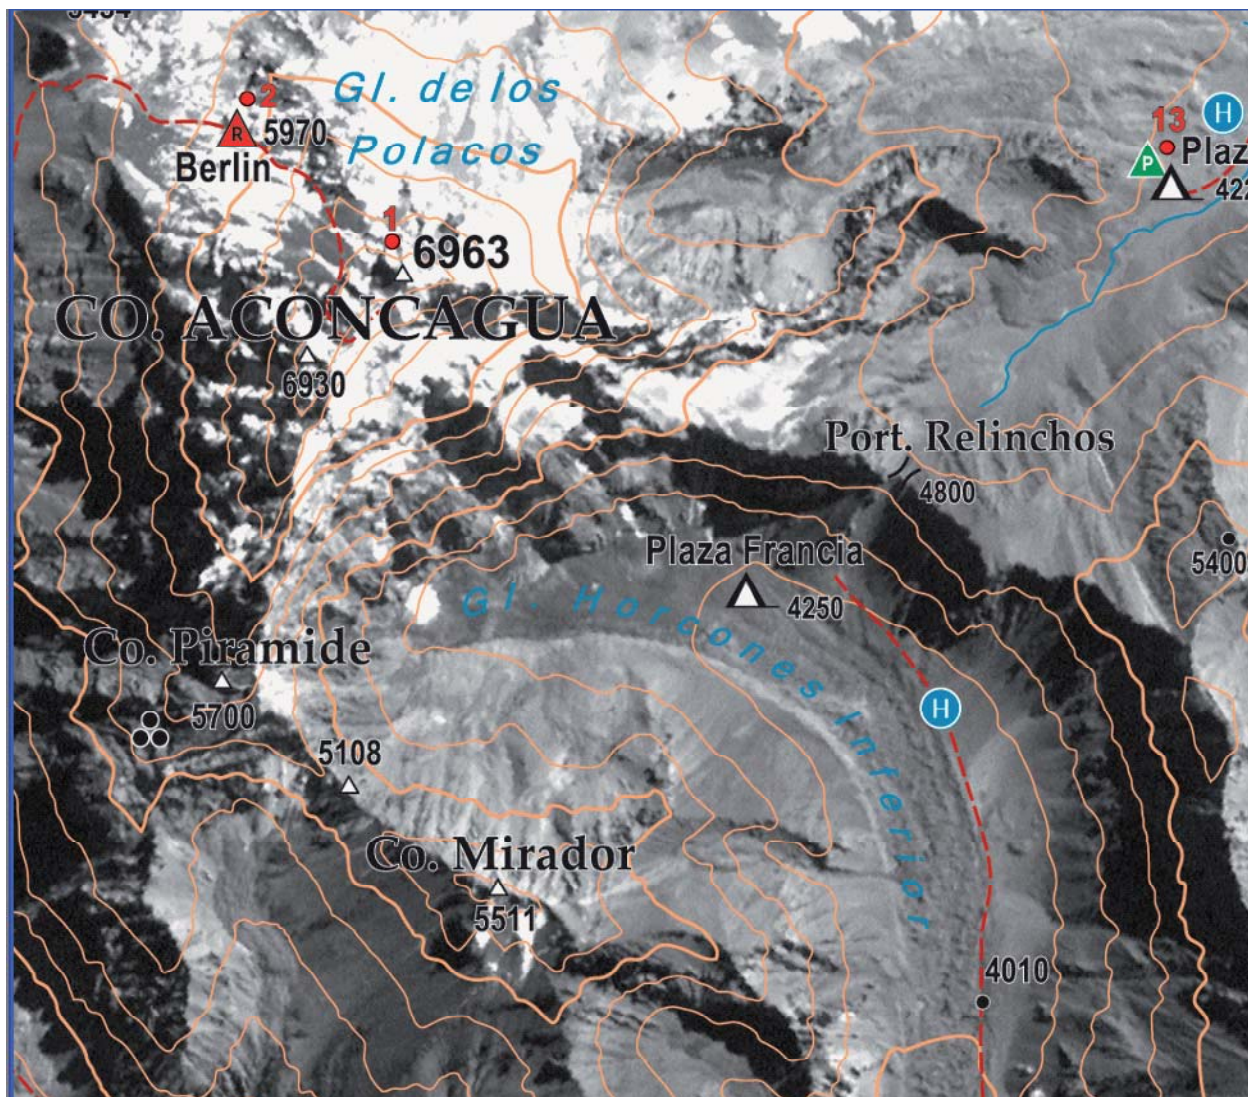 Gl. de los
Polacos
2
R
5970
Berlin
1
6963
CO. ACONCAGUA
6930
H
13
P
Port. Relinchos
4800
Plaza Francia
4250
5400
Gl. Horcones Inferior
H
Co. Piramide
5700
5108
Co. Mirador
5511
4010